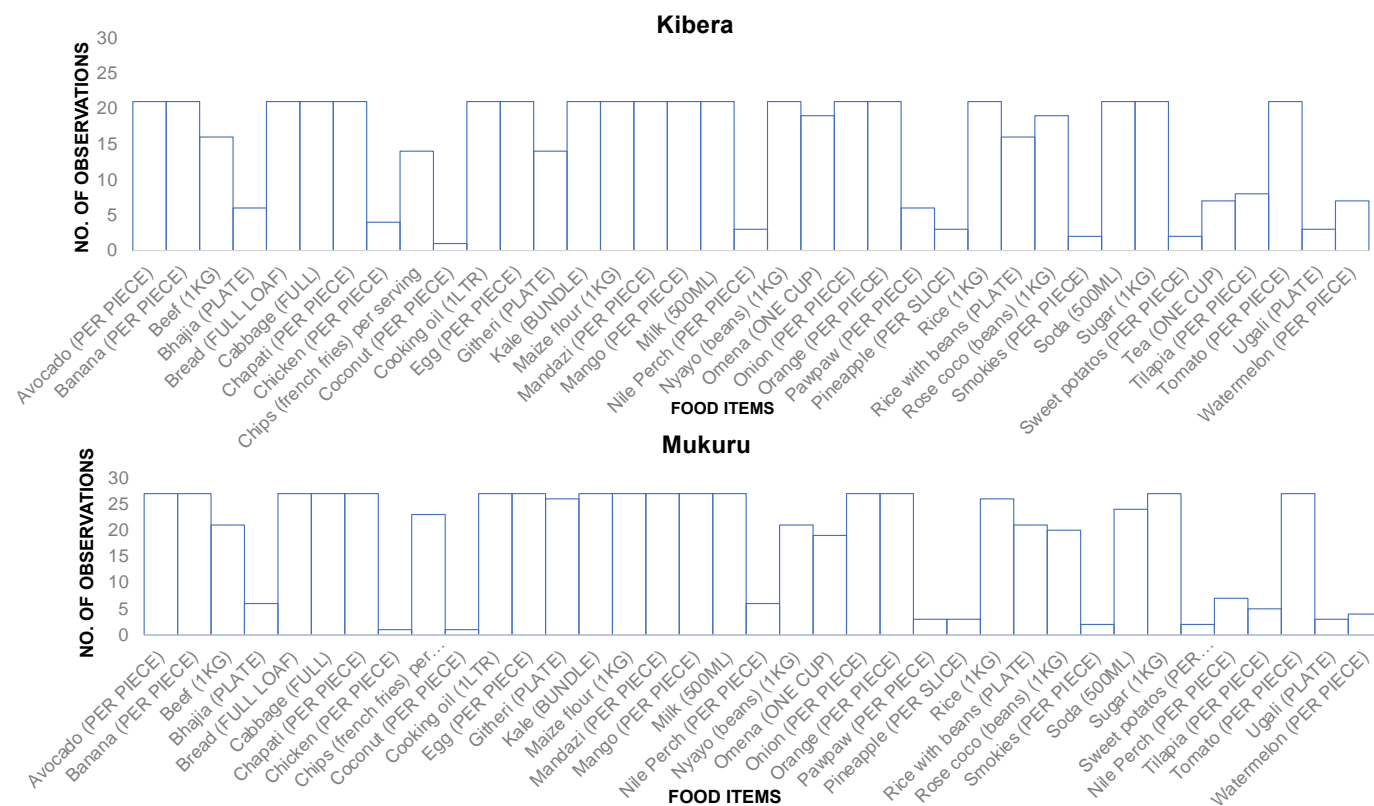 Kibera
NO. OF OBSERVATIONS
30
25
20
15
10
5
0
Avocado (PER PIECE)
Banana (PER PIECE)
Beef (1KG)
Bhajia (PLATE)
Bread (FULL LOAF)
Cabbage (FULL)
Chapati (PER PIECE)
Chicken (PER PIECE)
Chips (french fries) per serving
Coconut (PER PIECE)
Cooking oil (1LTR)
Egg (PER PIECE)
Githeri (PLATE)
Kale (BUNDLE)
Maize flour (1KG)
Mandazi (PER PIECE)
Mango (PER PIECE)
Milk (500ML)
Nile Perch (PER PIECE)
Nyayo (beans) (1KG)
Omena (ONE CUP)
Onion (PER PIECE)
Orange (PER PIECE)
Pawpaw (PER PIECE)
Pineapple (PER SLICE)
Rice (1KG)
Rice with beans (PLATE)
Rose coco (beans) (1KG)
Smokies (PER PIECE)
Soda (500ML)
Sugar (1KG)
Sweet potatos (PER PIECE)
Tea (ONE CUP)
Tilapia (PER PIECE)
Tomato (PER PIECE)
Ugali (PLATE)
Watermelon (PER PIECE)
FOOD ITEMS
Mukuru
NO. OF OBSERVATIONS
30
25
20
15
10
5
0
Avocado (PER PIECE)
Banana (PER PIECE)
Beef (1KG)
Bhajia (PLATE)
Bread (FULL LOAF)
Cabbage (FULL)
Chapati (PER PIECE)
Chicken (PER PIECE)
Chips (french fries) per...
Coconut (PER PIECE)
Cooking oil (1LTR)
Egg (PER PIECE)
Githeri (PLATE)
Kale (BUNDLE)
Maize flour (1KG)
Mandazi (PER PIECE)
Mango (PER PIECE)
Milk (500ML)
Nile Perch (PER PIECE)
Nyayo (beans) (1KG)
Omena (ONE CUP)
Onion (PER PIECE)
Orange (PER PIECE)
Pawpaw (PER PIECE)
Pineapple (PER SLICE)
Rice (1KG)
Rice with beans (PLATE)
Rose coco (beans) (1KG)
Smokies (PER PIECE)
Soda (500ML)
Sugar (1KG)
Sweet potatos (PER...
Nile Perch (PER PIECE)
Tilapia (PER PIECE)
Tomato (PER PIECE)
Ugali (PLATE)
Watermelon (PER PIECE)
FOOD ITEMS